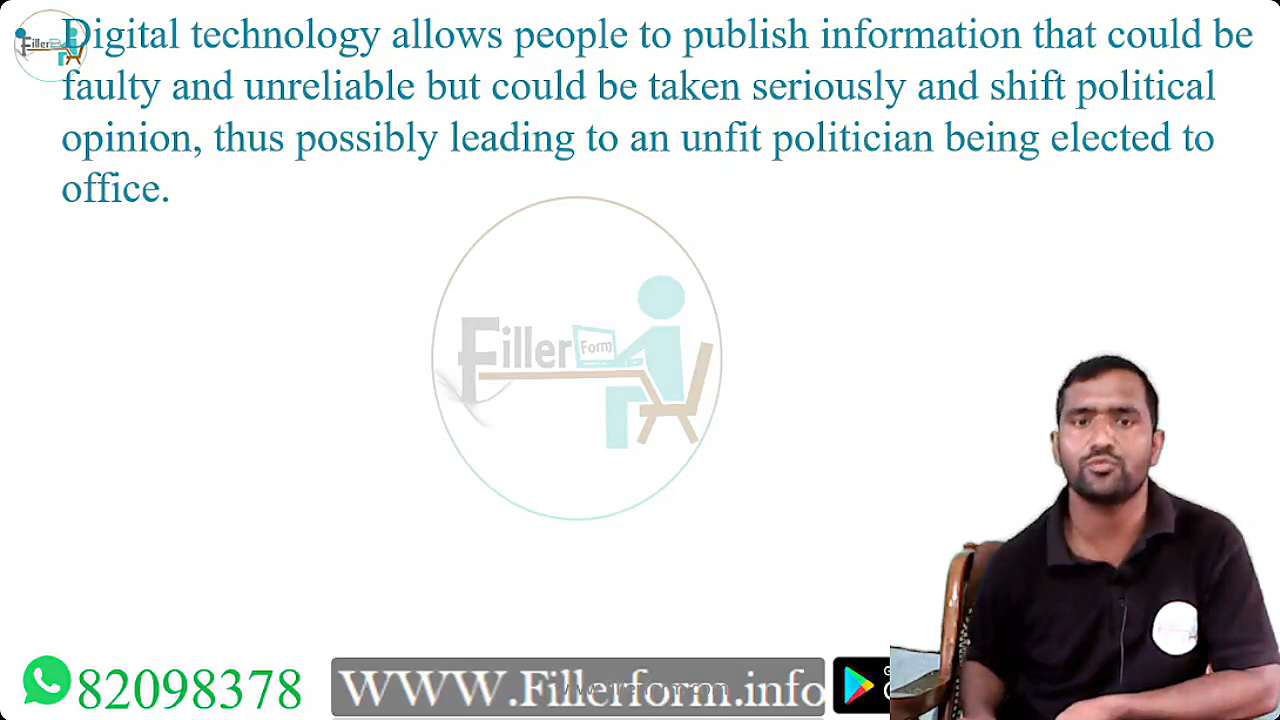 Digital technology allows people to publish information that could be
faulty and unreliable but could be taken seriously and shift political
opinion, thus possibly leading to an unfit politician being elected to
office.
Filler Form
82098378
WWW.Fillerform.info